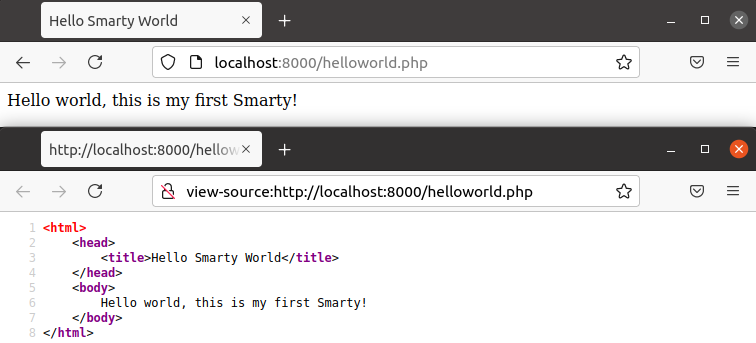 Hello Smarty World
localhost:8000/helloworld.php
Hello world, this is my first Smarty!
http://localhost:8000/hellow
view-source:http://localhost:8000/helloworld.php
1 <html>
2     <head>
3         <title>Hello Smarty World</title>
4     </head>
5     <body>
6         Hello world, this is my first Smarty!
7     </body>
8 </html>